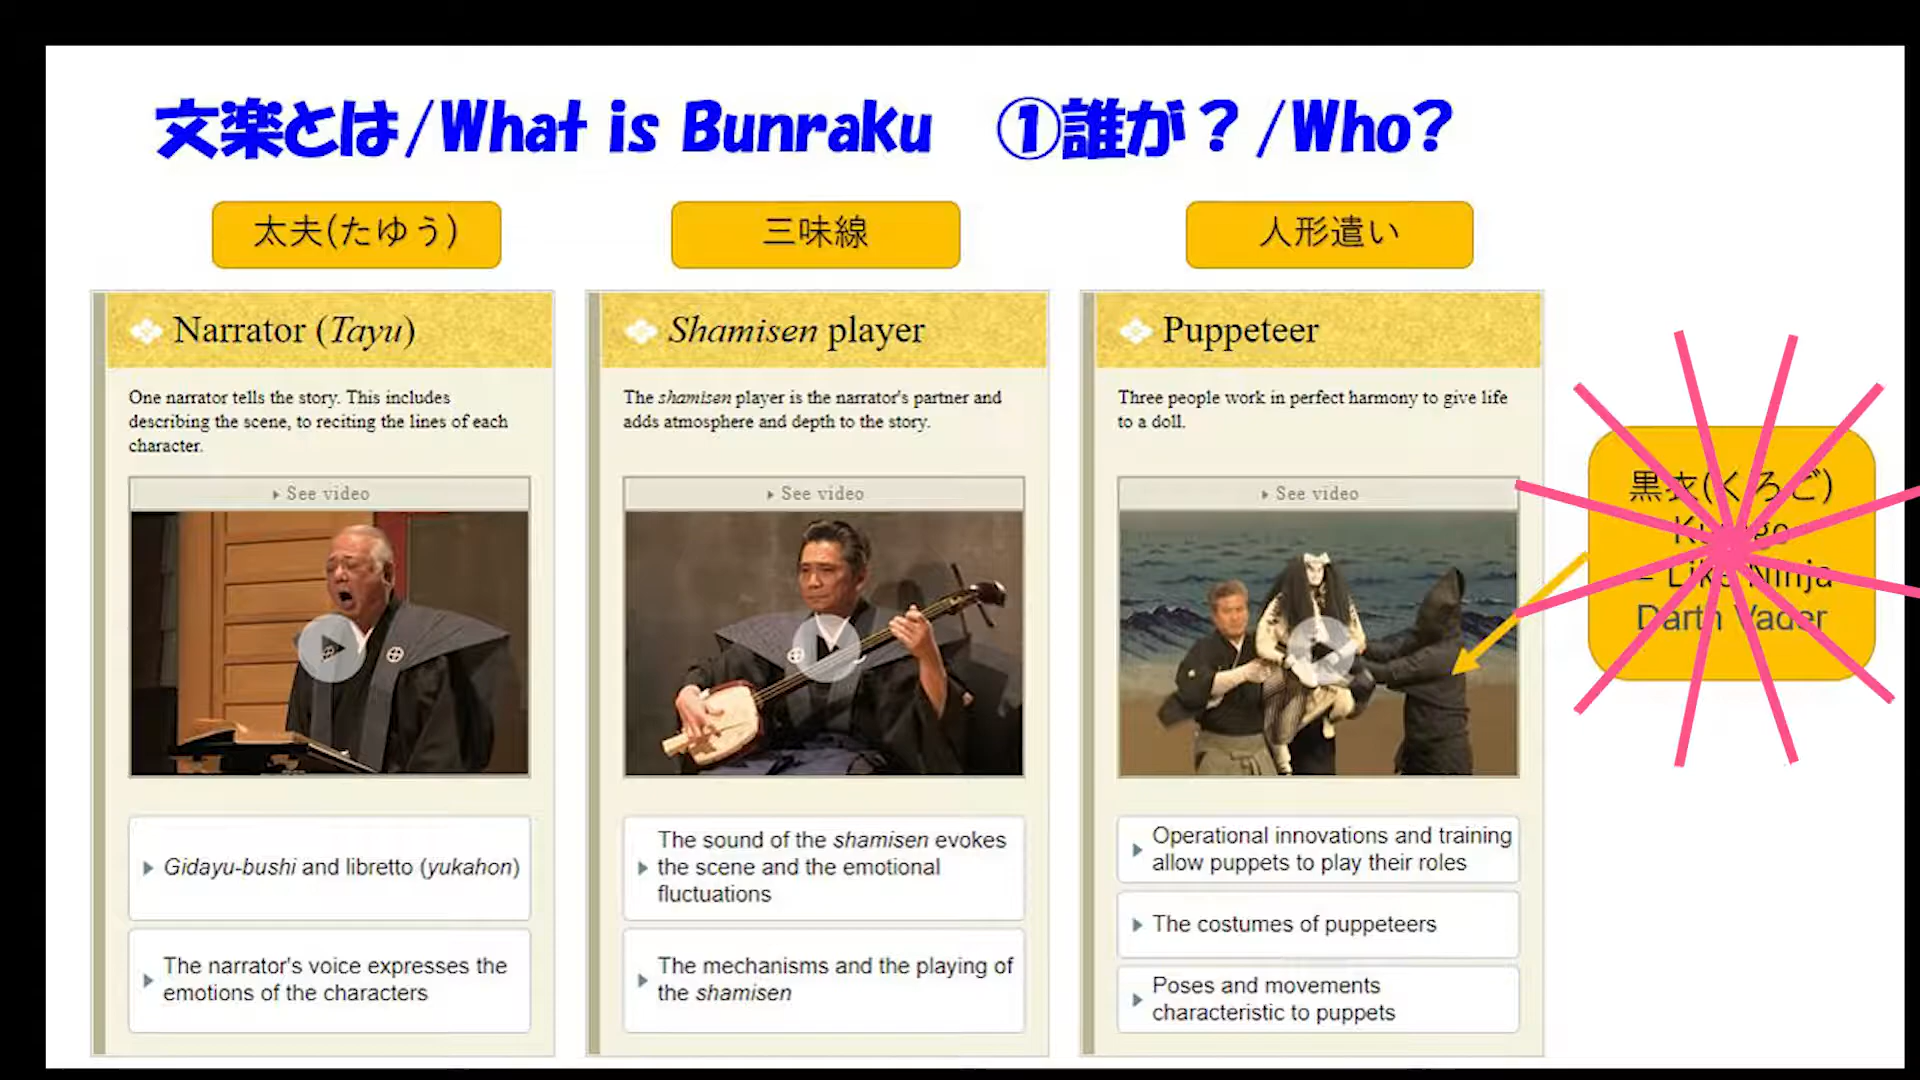 文楽とは/What is Bunraku ①誰が？/Who?
太夫(たゆう)
三味線
人形遣い
Narrator (Tayu)
One narrator tells the story. This includes
describing the scene, to reciting the lines of each
character.
See video
Gidayu-bushi and libretto (yukahon)
The narrator's voice expresses the
emotions of the characters
Shamisen player
The shamisen player is the narrator's partner and
adds atmosphere and depth to the story.
See video
The sound of the shamisen evokes
the scene and the emotional
fluctuations
The mechanisms and the playing of
the shamisen
Puppeteer
Three people work in perfect harmony to give life
to a doll.
See video
Operational innovations and training
allow puppets to play their roles
The costumes of puppeteers
Poses and movements
characteristic to puppets
黒衣(くろご)
Like Ninja
Darth Vader